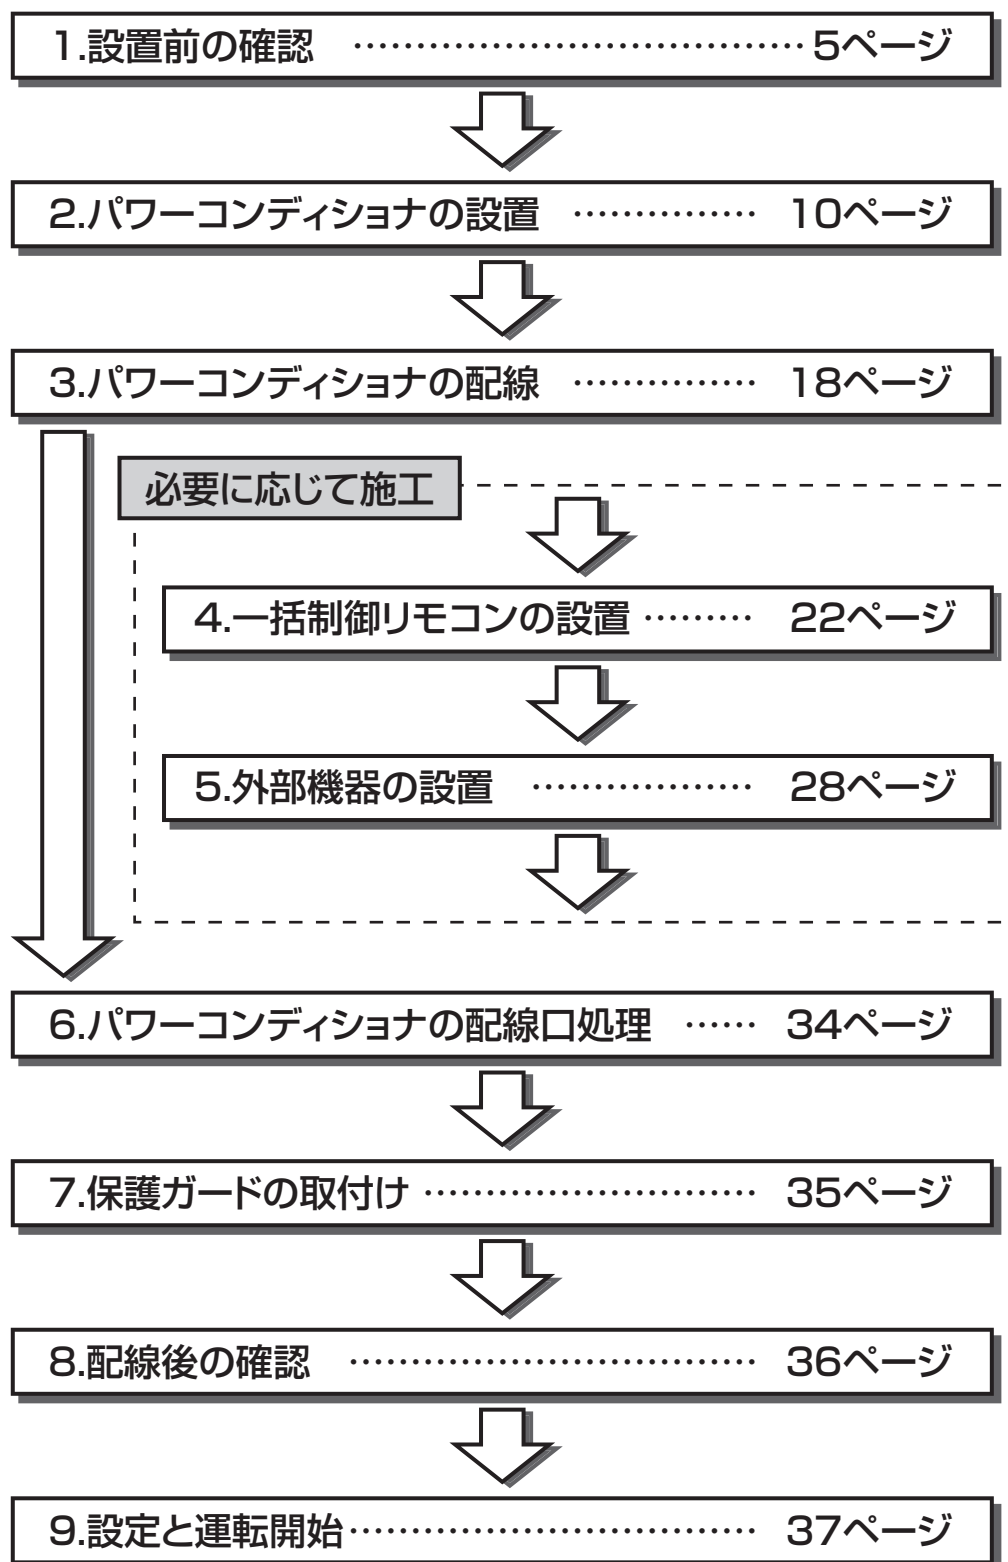 1.設置前の確認 ………………………………5ページ
2.パワーコンディショナの設置 …………… 10ページ
3.パワーコンディショナの配線 …………… 18ページ
必要に応じて施工
4.一括制御リモコンの設置 ……… 22ページ
5.外部機器の設置 ……………… 28ページ
6.パワーコンディショナの配線口処理 …… 34ページ
7.保護ガードの取付け ……………………… 35ページ
8.配線後の確認 …………………………… 36ページ
9.設定と運転開始…………………………… 37ページ